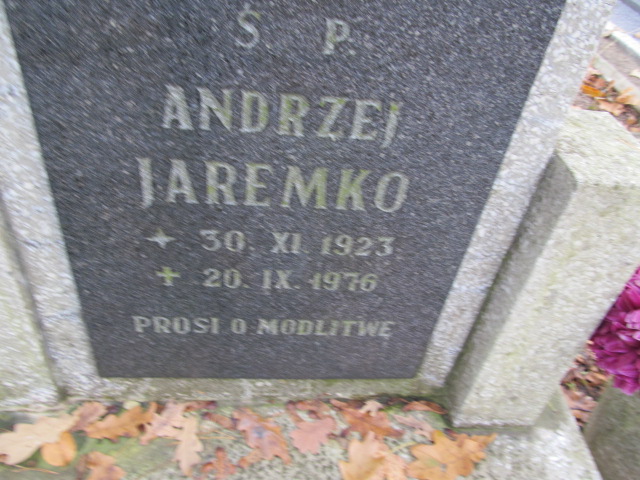 Ś P.
ANDRZEJ
JAREMKO
30. XI. 1923
20. IX. 1976
PROSI O MODLITWĘ